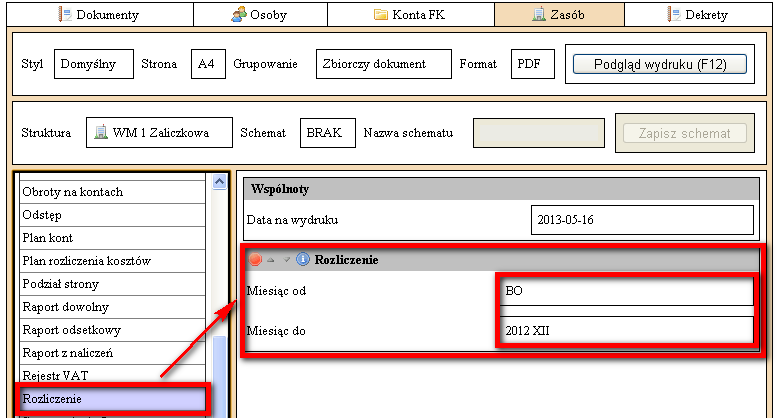 Dokumenty Osoby Konta FK Zasób Dekrety
Styl Domyślny Strona A4 Grupowanie Zbiorczy dokument Format PDF Podgląd wydruku (F12)
Struktura WM 1 Zaliczkowa Schemat BRAK Nazwa schematu Zapisz schemat
Obroty na kontach
Odstęp
Plan kont
Plan rozliczenia kosztów
Podział strony
Raport dowolny
Raport odsetkowy
Raport z naliczeń
Rejestr VAT
Rozliczenie
Wspólnoty
Data na wydruku 2013-05-16
Rozliczenie
Miesiąc od BO
Miesiąc do 2012 XII